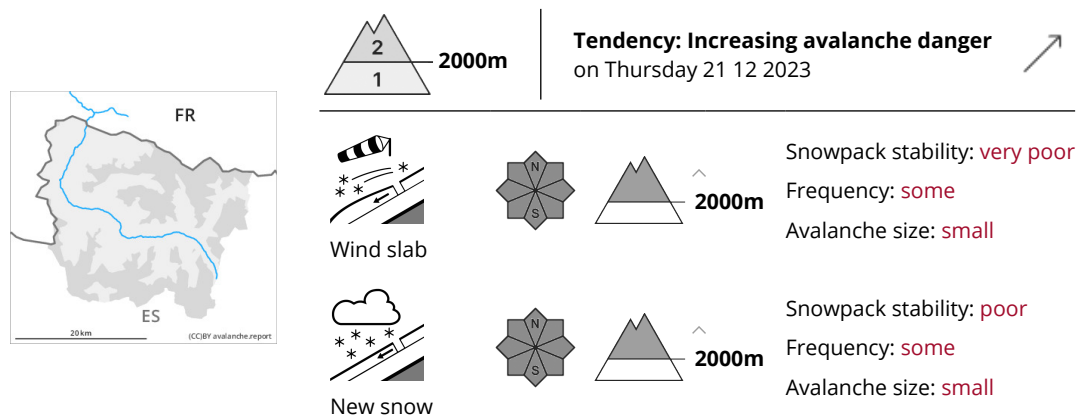 2
1
2000m
Tendency: Increasing avalanche danger
on Thursday 21 12 2023
FR
ES
20 km
(CC)BY avalanche.report
N
S
2000m
Wind slab
Snowpack stability: very poor
Frequency: some
Avalanche size: small
N
S
2000m
New snow
Snowpack stability: poor
Frequency: some
Avalanche size: small